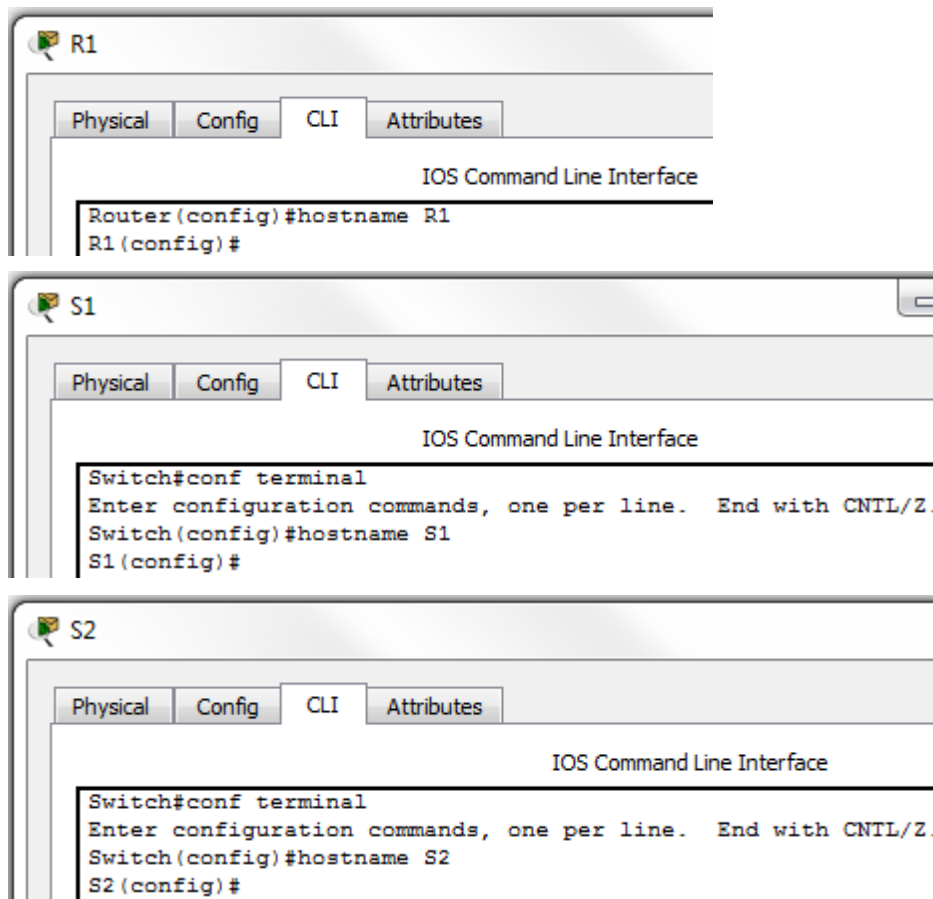 R1
Physical Config CLI Attributes
IOS Command Line Interface
Router(config)#hostname R1
R1(config)#
S1
Physical Config CLI Attributes
IOS Command Line Interface
Switch#conf terminal
Enter configuration commands, one per line.  End with CNTL/Z.
Switch(config)#hostname S1
S1(config)#
S2
Physical Config CLI Attributes
IOS Command Line Interface
Switch#conf terminal
Enter configuration commands, one per line.  End with CNTL/Z.
Switch(config)#hostname S2
S2(config)#